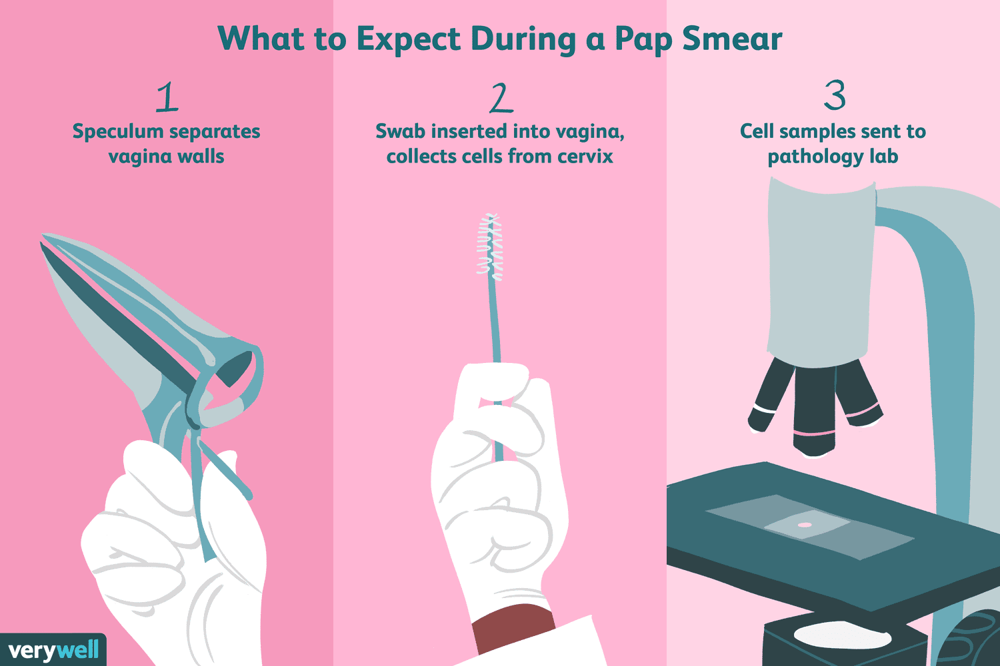 What to Expect During a Pap Smear
1
Speculum separates
vagina walls
2
Swab inserted into vagina,
collects cells from cervix
3
Cell samples sent to
pathology lab
verywell